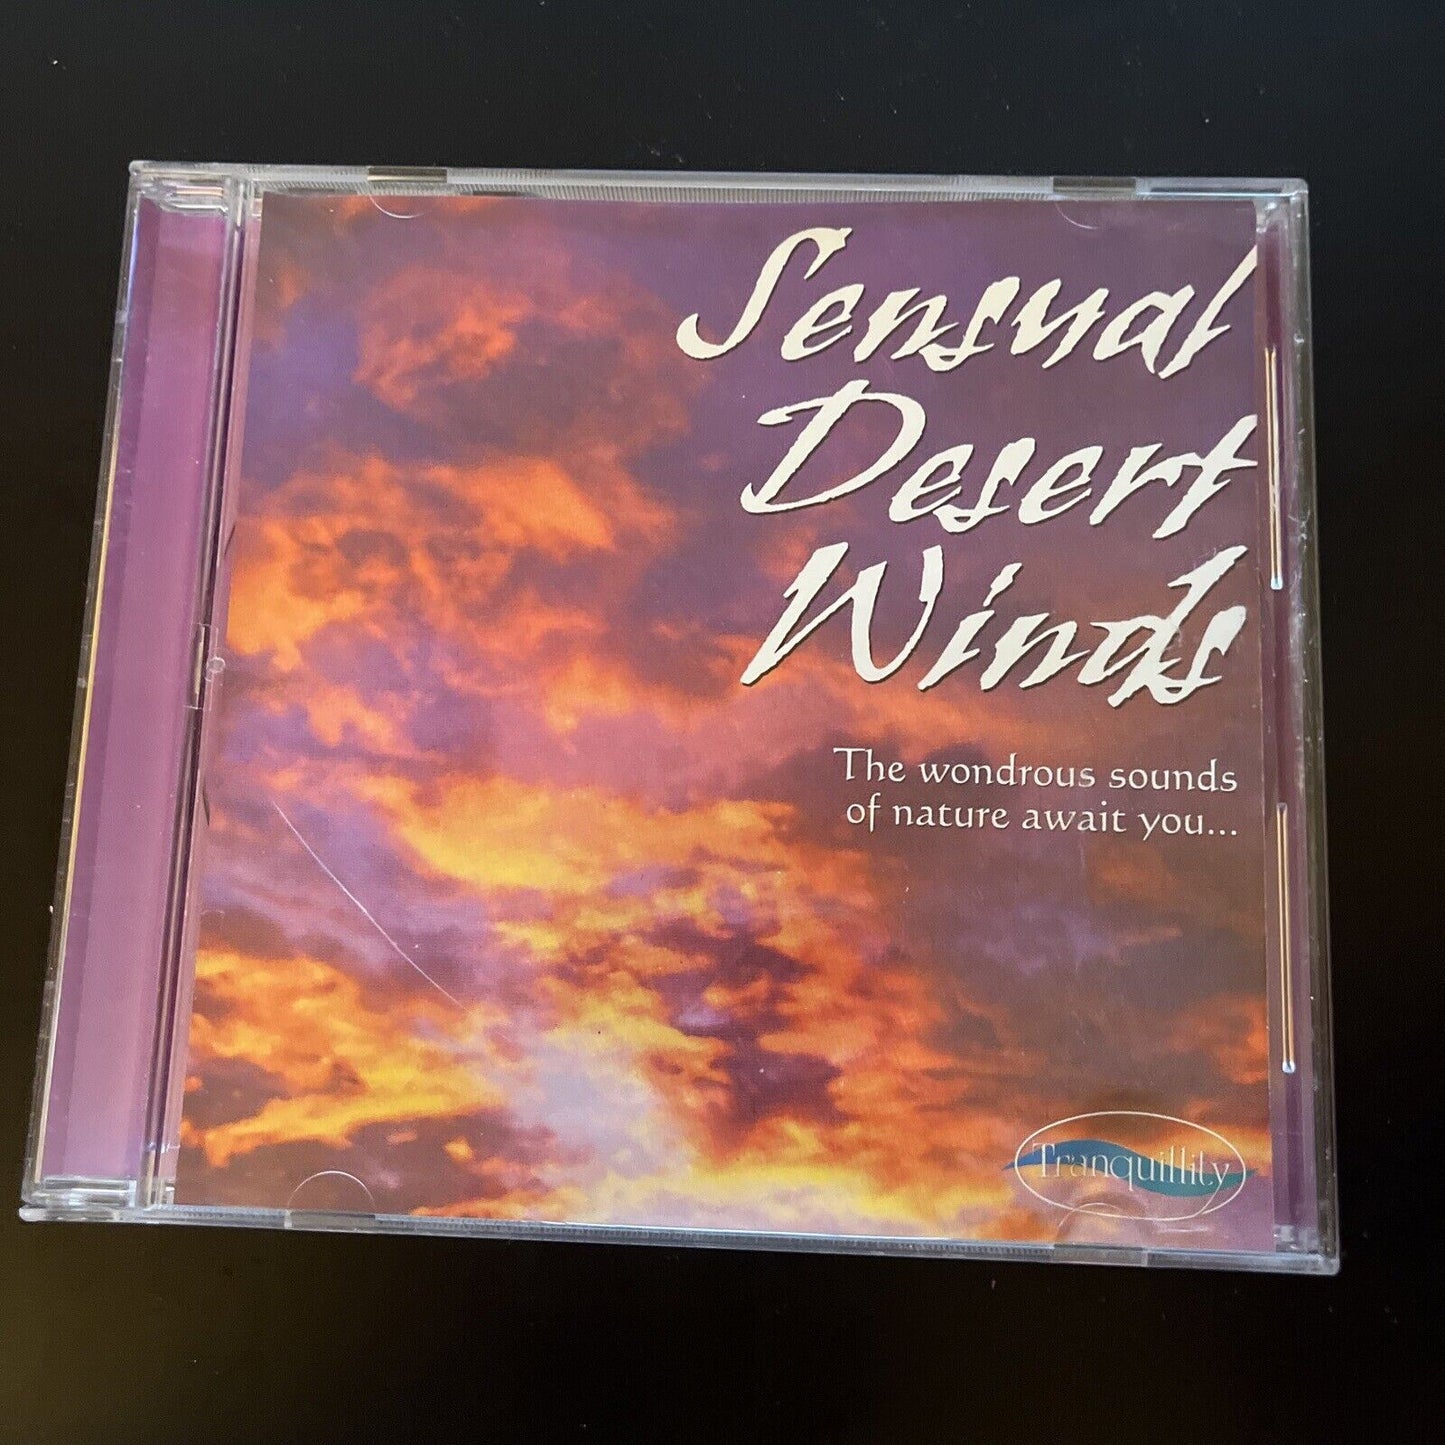 Sensual
Desert
Winds
The wondrous sounds
of nature await you...
Tranquillity